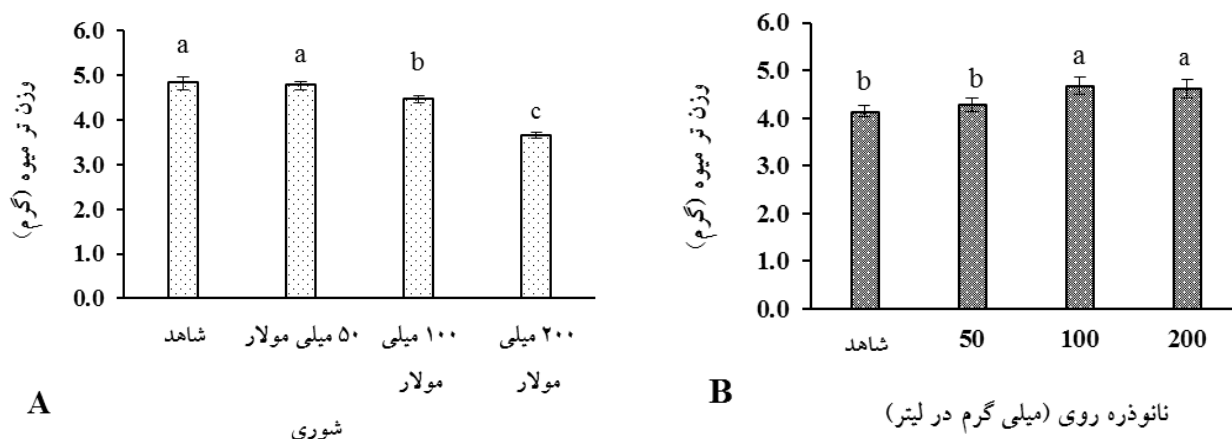 وزن تر میوه (گرم)
6.0
5.0
4.0
3.0
2.0
1.0
0.0
a
a
b
c
شاهد
۵۰ میلی مولار
۱۰۰ میلی
مولار
۲۰۰ میلی
مولار
شوری
A
وزن تر میوه (گرم)
6.0
5.0
4.0
3.0
2.0
1.0
0.0
b
b
a
a
شاهد
50
100
200
نانوذره روی (میلی گرم در لیتر)
B